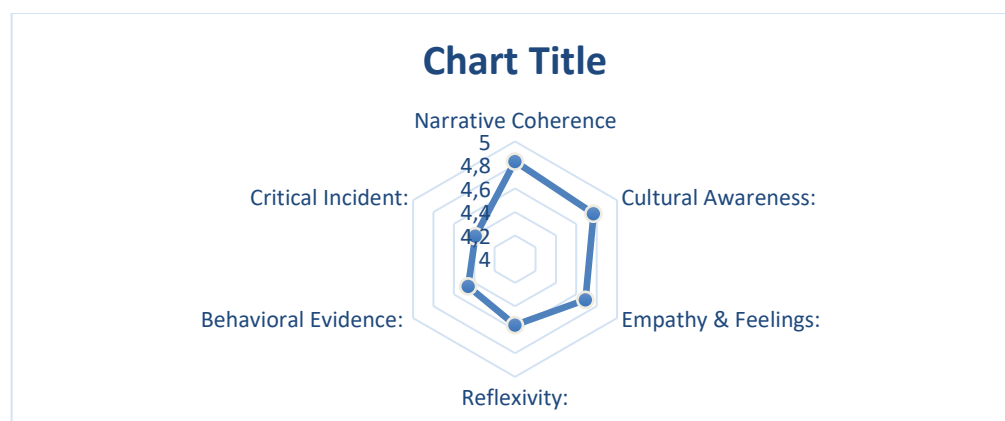 Chart Title
Narrative Coherence
5
4,8
4,6
4,4
4,2
4
Critical Incident:
Cultural Awareness:
Behavioral Evidence:
Empathy & Feelings:
Reflexivity: